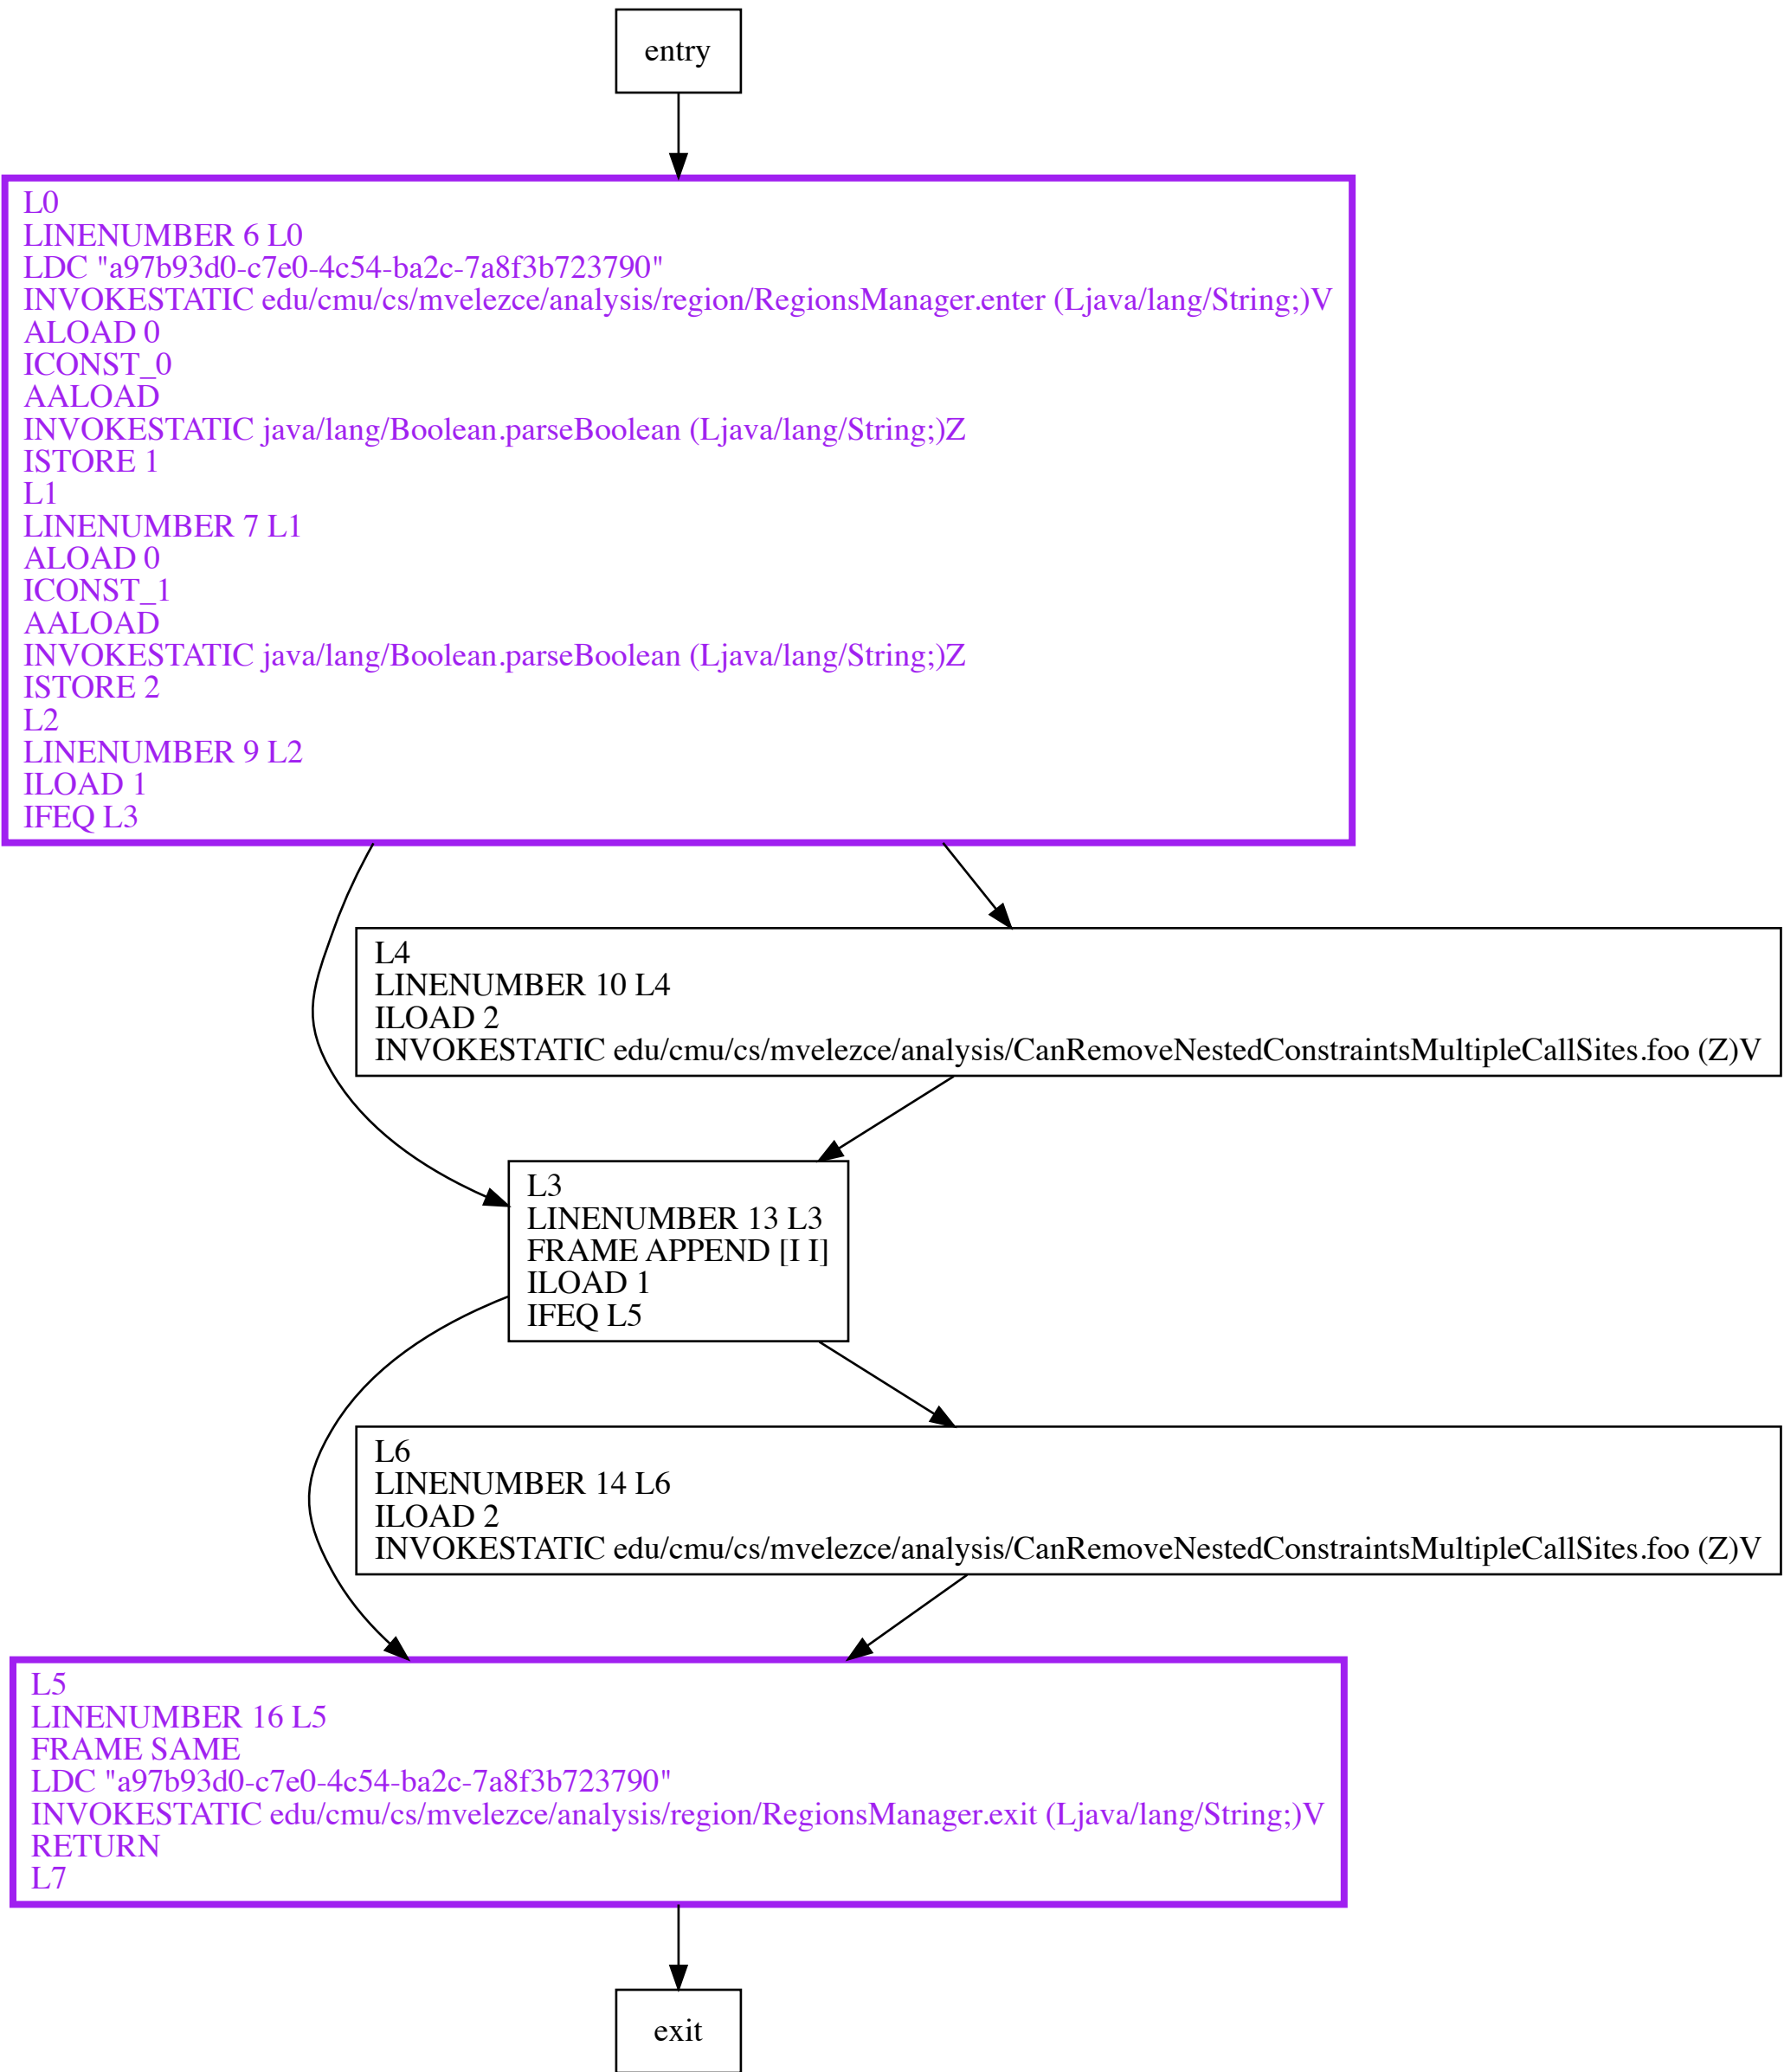 entry
L0
LINENUMBER 6 L0
LDC "a97b93d0-c7e0-4c54-ba2c-7a8f3b723790"
INVOKESTATIC edu/cmu/cs/mvelezce/analysis/region/RegionsManager.enter (Ljava/lang/String;)V
ALOAD 0
ICONST_0
AALOAD
INVOKESTATIC java/lang/Boolean.parseBoolean (Ljava/lang/String;)Z
ISTORE 1
L1
LINENUMBER 7 L1
ALOAD 0
ICONST_1
AALOAD
INVOKESTATIC java/lang/Boolean.parseBoolean (Ljava/lang/String;)Z
ISTORE 2
L2
LINENUMBER 9 L2
ILOAD 1
IFEQ L3
L4
LINENUMBER 10 L4
ILOAD 2
INVOKESTATIC edu/cmu/cs/mvelezce/analysis/CanRemoveNestedConstraintsMultipleCallSites.foo (Z)V
L3
LINENUMBER 13 L3
FRAME APPEND [I I]
ILOAD 1
IFEQ L5
L6
LINENUMBER 14 L6
ILOAD 2
INVOKESTATIC edu/cmu/cs/mvelezce/analysis/CanRemoveNestedConstraintsMultipleCallSites.foo (Z)V
L5
LINENUMBER 16 L5
FRAME SAME
LDC "a97b93d0-c7e0-4c54-ba2c-7a8f3b723790"
INVOKESTATIC edu/cmu/cs/mvelezce/analysis/region/RegionsManager.exit (Ljava/lang/String;)V
RETURN
L7
exit